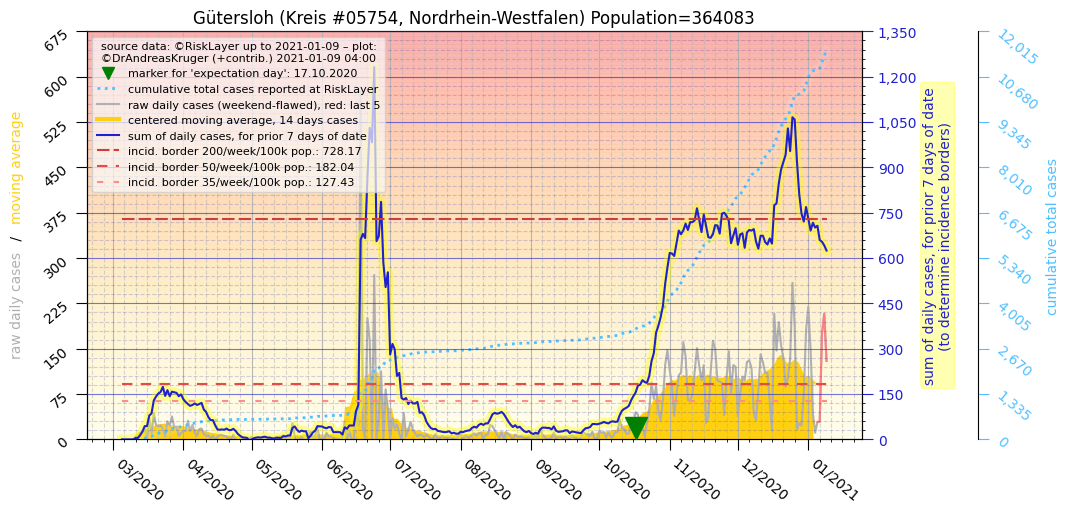 Gütersloh (Kreis #05754, Nordrhein-Westfalen) Population=364083
source data: ©RiskLayer up to 2021-01-09 – plot:
©DrAndreasKruger (+contrib.) 2021-01-09 04:00
marker for 'expectation day': 17.10.2020
cumulative total cases reported at RiskLayer
raw daily cases (weekend-flawed), red: last 5
centered moving average, 14 days cases
sum of daily cases, for prior 7 days of date
incid. border 200/week/100k pop.: 728.17
incid. border 50/week/100k pop.: 182.04
incid. border 35/week/100k pop.: 127.43
raw daily cases / moving average
675
600
525
450
375
300
225
150
75
0
03/2020
04/2020
05/2020
06/2020
07/2020
08/2020
09/2020
10/2020
11/2020
12/2020
01/2021
1,350
1,200
1,050
900
750
600
450
300
150
0
sum of daily cases, for prior 7 days of date
(to determine incidence borders)
12,015
10,680
9,345
8,010
6,675
5,340
4,005
2,670
1,335
0
cumulative total cases